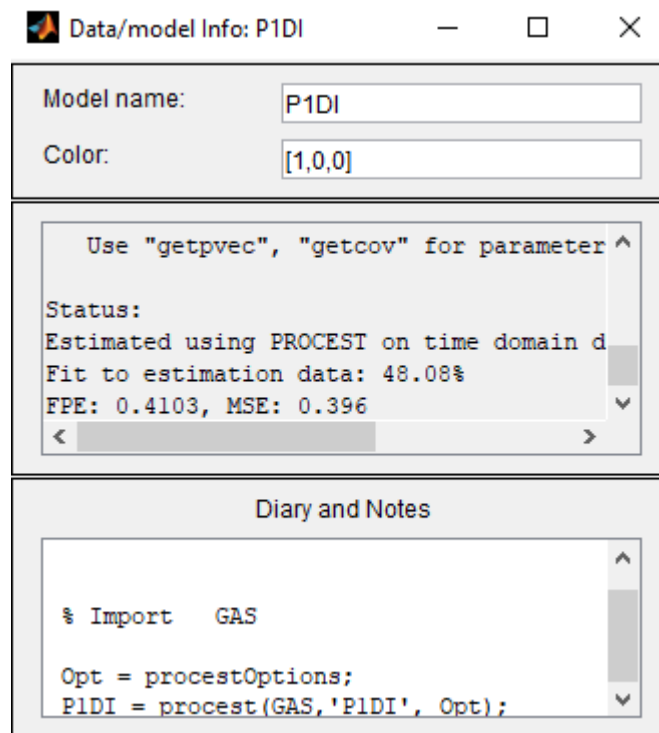 Data/model Info: P1DI
Model name:
P1DI
Color:
[1,0,0]
Use "getpvec", "getcov" for parameter
Status:
Estimated using PROCEST on time domain d
Fit to estimation data: 48.08%
FPE: 0.4103, MSE: 0.396
Diary and Notes
% Import   GAS
Opt = procestOptions;
P1DI = procest(GAS,'P1DI', Opt);